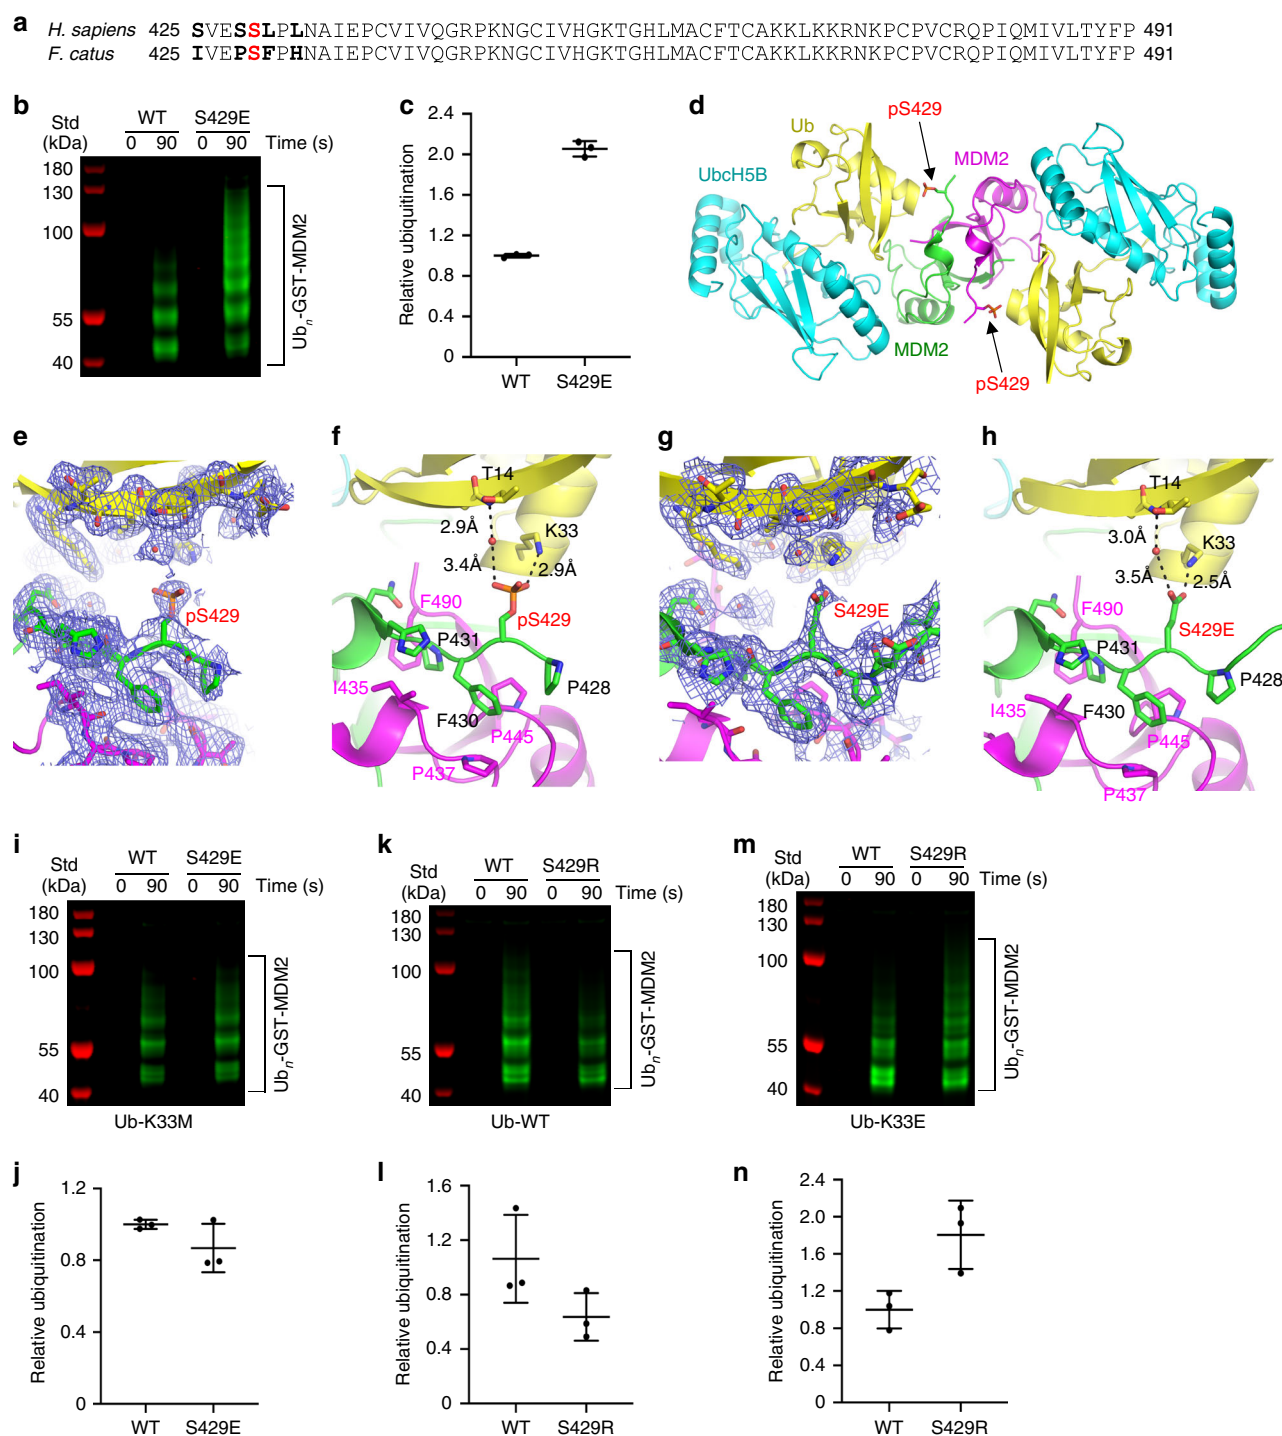 a
H. sapiens 425 SVESSLPLNAIEPCVIVQGRPKNGCIVHGKTGHLMACFTCAKKLKKRNKPCPVCRQPIQMIVLTYFP 491
F. catus 425 IVEPSFPHNAIEPCVIVQGRPKNGCIVHGKTGHLMACFTCAKKLKKRNKPCPVCRQPIQMIVLTYFP 491
b
Std
(kDa)
WT S429E
0 90 0 90 Time (s)
180
130
100
55
40
Ubn-GST-MDM2
c
Relative ubiquitination
2.4
2.0
1.6
1.2
0.8
0.4
0
WT S429E
d
pS429
Ub
MDM2
UbcH5B
MDM2
pS429
e
pS429
f
T14
2.9Å
K33
3.4Å
2.9Å
F490
pS429
P431
P428
I435
F430
P445
P437
g
S429E
h
T14
3.0Å
K33
3.5Å
2.5Å
F490
S429E
P431
P428
I435
F430
P445
P437
i
Std
(kDa)
WT S429E
0 90 0 90 Time (s)
180
130
100
55
40
Ubn-GST-MDM2
Ub-K33M
k
Std
(kDa)
WT S429R
0 90 0 90 Time (s)
180
130
100
55
40
Ubn-GST-MDM2
Ub-WT
m
Std
(kDa)
WT S429R
0 90 0 90 Time (s)
180
130
100
55
40
Ubn-GST-MDM2
Ub-K33E
j
Relative ubiquitination
1.2
0.8
0.4
0
WT S429E
l
Relative ubiquitination
1.6
1.2
0.8
0.4
0
WT S429R
n
Relative ubiquitination
2.4
2.0
1.6
1.2
0.8
0.4
0
WT S429R